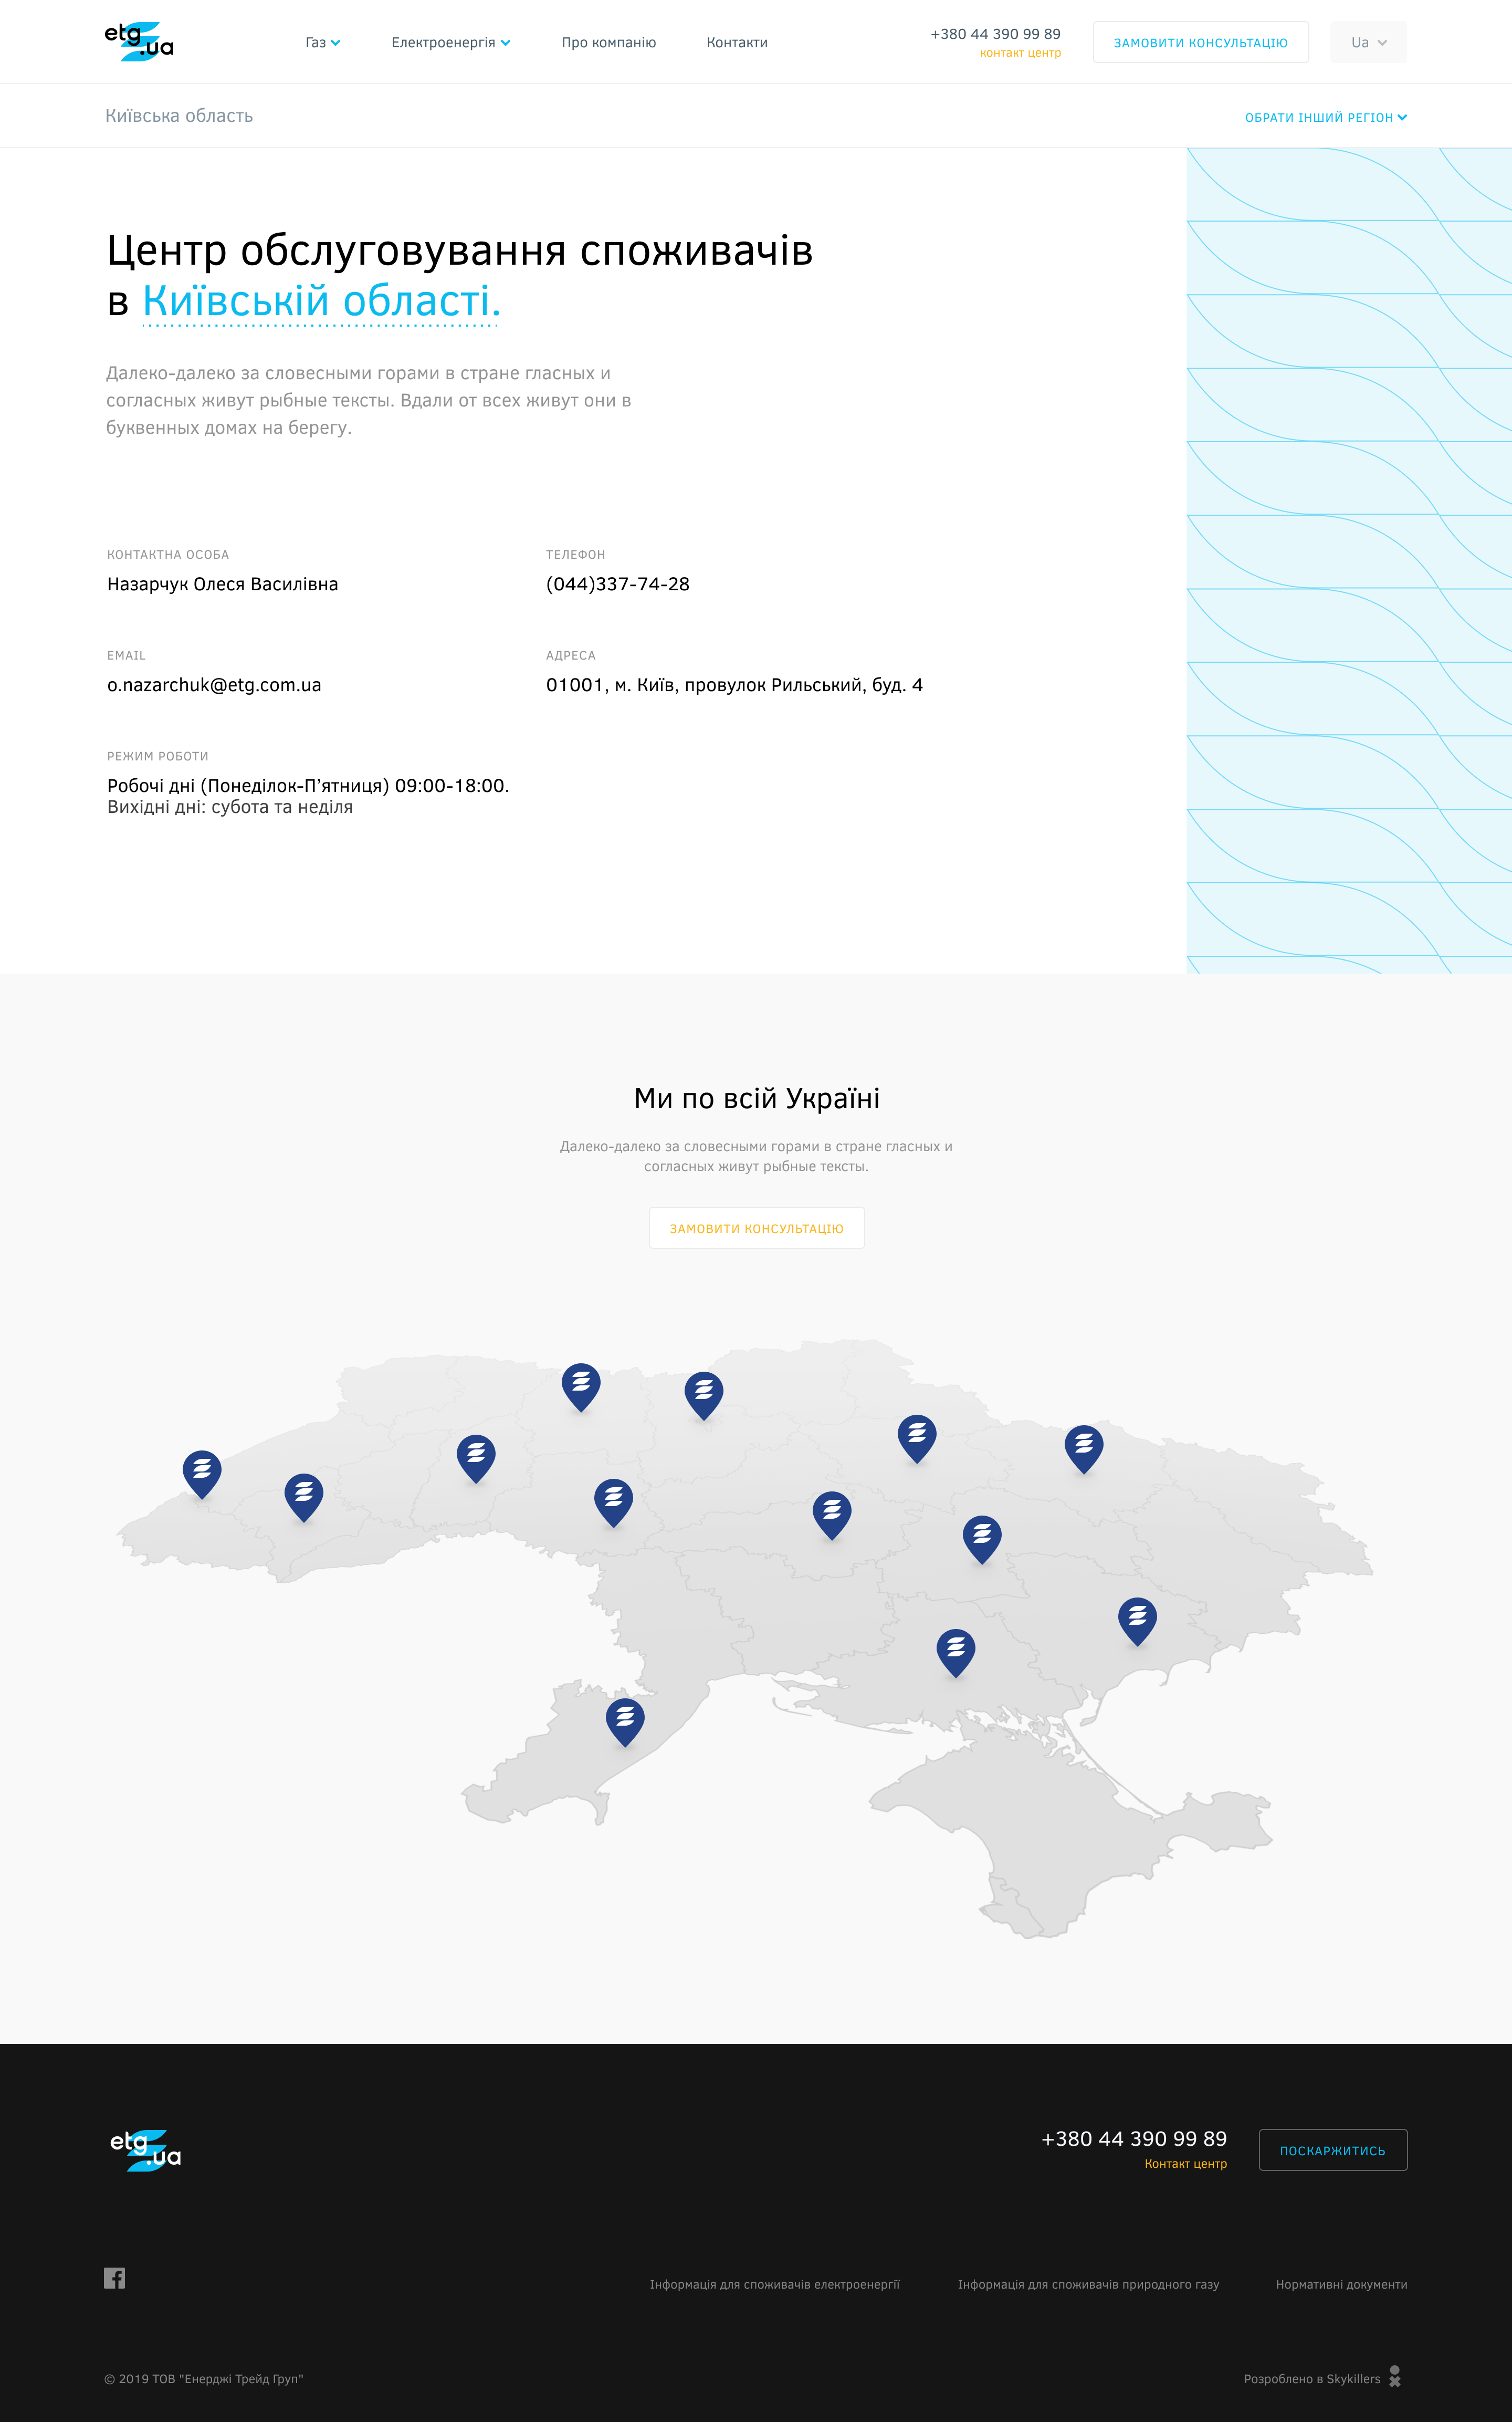 etg.ua
Газ
Електроенергія
Про компанію
Контакти
+380 44 390 99 89
контакт центр
ЗАМОВИТИ КОНСУЛЬТАЦІЮ
Ua
Київська область
ОБРАТИ ІНШИЙ РЕГІОН
Центр обслуговування споживачів
в Київській області.
Далеко-далеко за словесными горами в стране гласных и
согласных живут рыбные тексты. Вдали от всех живут они в
буквенных домах на берегу.
КОНТАКТНА ОСОБА
Назарчук Олеся Василівна
ТЕЛЕФОН
(044)337-74-28
EMAIL
o.nazarchuk@etg.com.ua
АДРЕСА
01001, м. Київ, провулок Рильський, буд. 4
РЕЖИМ РОБОТИ
Робочі дні (Понеділок-П’ятниця) 09:00-18:00.
Вихідні дні: субота та неділя
Ми по всій Україні
Далеко-далеко за словесными горами в стране гласных и
согласных живут рыбные тексты.
ЗАМОВИТИ КОНСУЛЬТАЦІЮ
etg.ua
+380 44 390 99 89
Контакт центр
ПОСКАРЖИТИСЬ
Інформація для споживачів електроенергії
Інформація для споживачів природного газу
Нормативні документи
© 2019 ТОВ "Енерджі Трейд Груп"
Розроблено в Skykillers